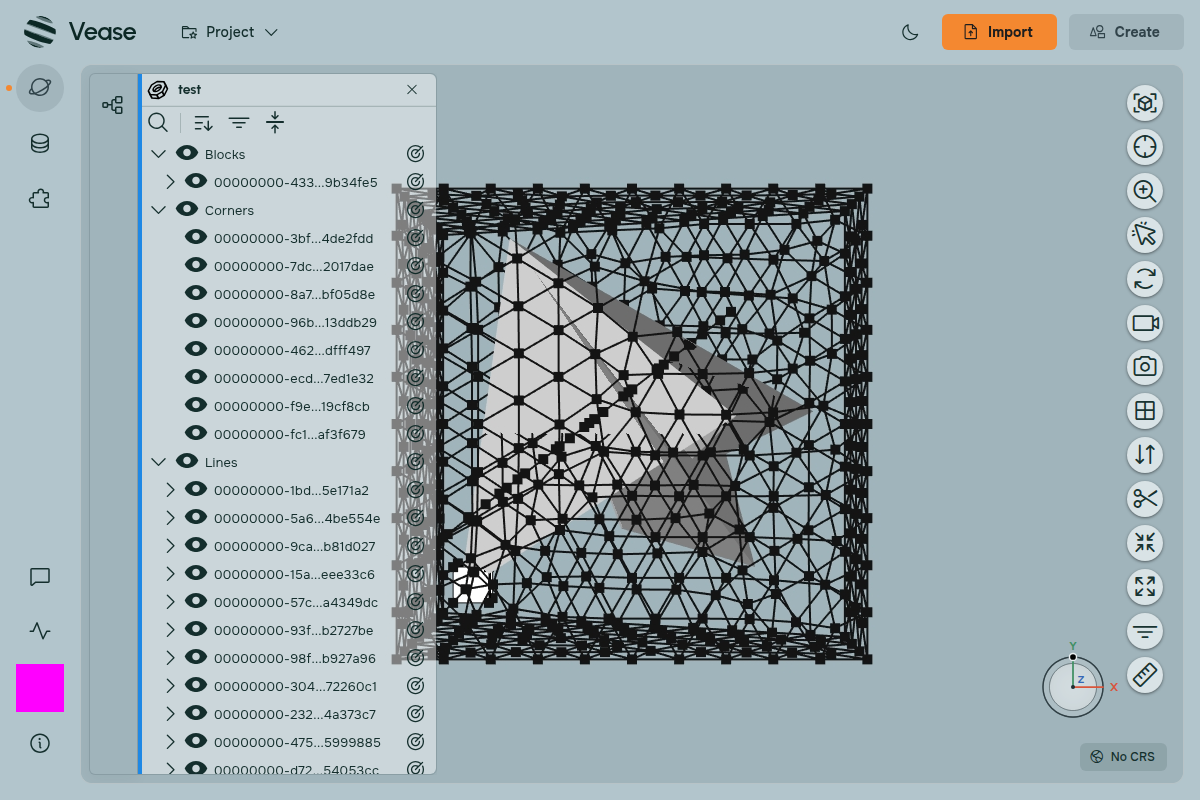 Vease
Project
Import
Create
test
Blocks
00000000-433...9b34fe5
Corners
00000000-3bf...4de2fdd
00000000-7dc...2017dae
00000000-8a7...bf05d8e
00000000-96b...13ddb29
00000000-462...dfff497
00000000-ecd...7ed1e32
00000000-f9e...19cf8cb
00000000-fc1...af3f679
Lines
00000000-1bd...5e171a2
00000000-5a6...4be554e
00000000-9ca...b81d027
00000000-15a...eee33c6
00000000-57c...a4349dc
00000000-93f...b2727be
00000000-98f...b927a96
00000000-304...72260c1
00000000-232...4a373c7
00000000-475...5999885
00000000-d72...54053cc
Y
Z
X
No CRS